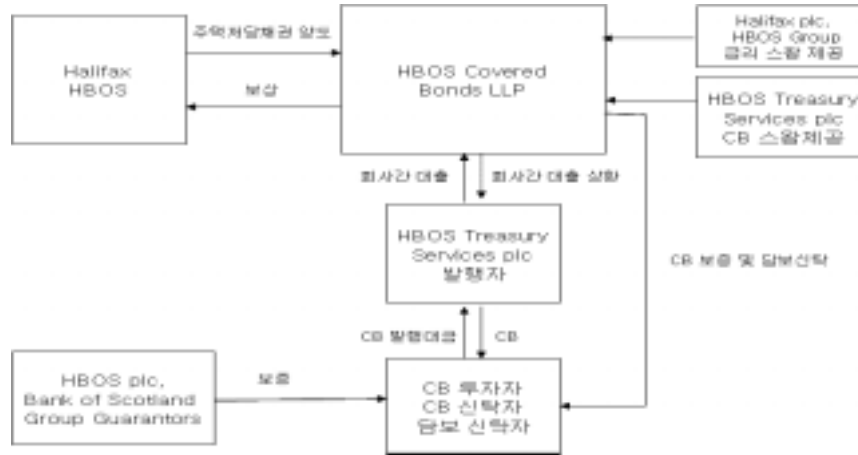 Halifax
HBOS
주택저당채권 양도
보상
HBOS Covered
Bonds LLP
Halifax plc,
HBOS Group
금리 스왑 제공
HBOS Treasury
Services plc
CB 스왑제공
회사간 대출
회사간 대출 상환
HBOS Treasury
Services plc
발행자
CB 보증 및 담보신탁
CB 발행대금
CB
HBOS plc,
Bank of Scotland
Group Guarantors
보증
CB 투자자
CB 신탁자
담보 신탁자